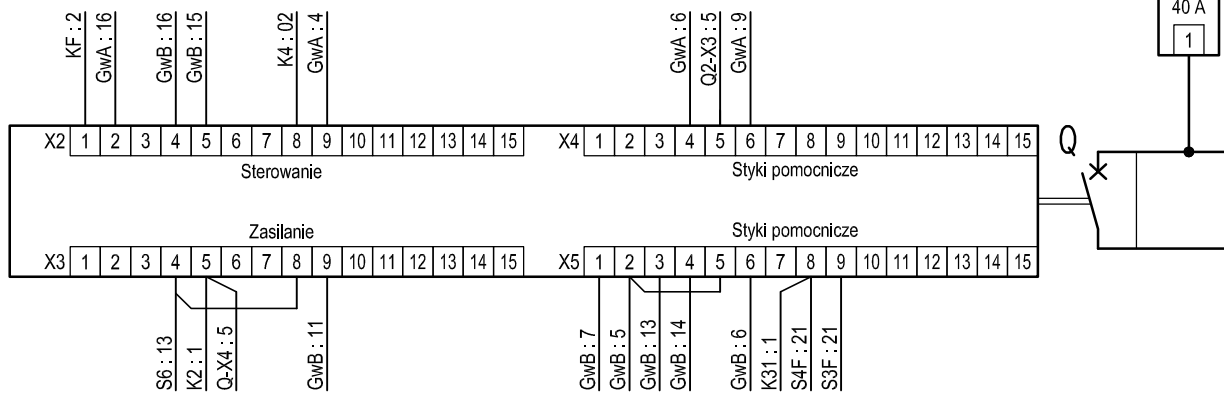 KF : 2
GwA : 16
GwB : 16
GwB : 15
K4 : 02
GwA : 4
GwA : 6
Q2-X3 : 5
GwA : 9
40 A
1
X2 1 2 3 4 5 6 7 8 9 10 11 12 13 14 15
X4 1 2 3 4 5 6 7 8 9 10 11 12 13 14 15
Q
Sterowanie
Styki pomocnicze
Zasilanie
Styki pomocnicze
X3 1 2 3 4 5 6 7 8 9 10 11 12 13 14 15
X5 1 2 3 4 5 6 7 8 9 10 11 12 13 14 15
S6 : 13
K2 : 1
Q-X4 : 5
GwB : 11
GwB : 7
GwB : 5
GwB : 13
GwB : 14
GwB : 6
K31 : 1
S4F : 21
S3F : 21